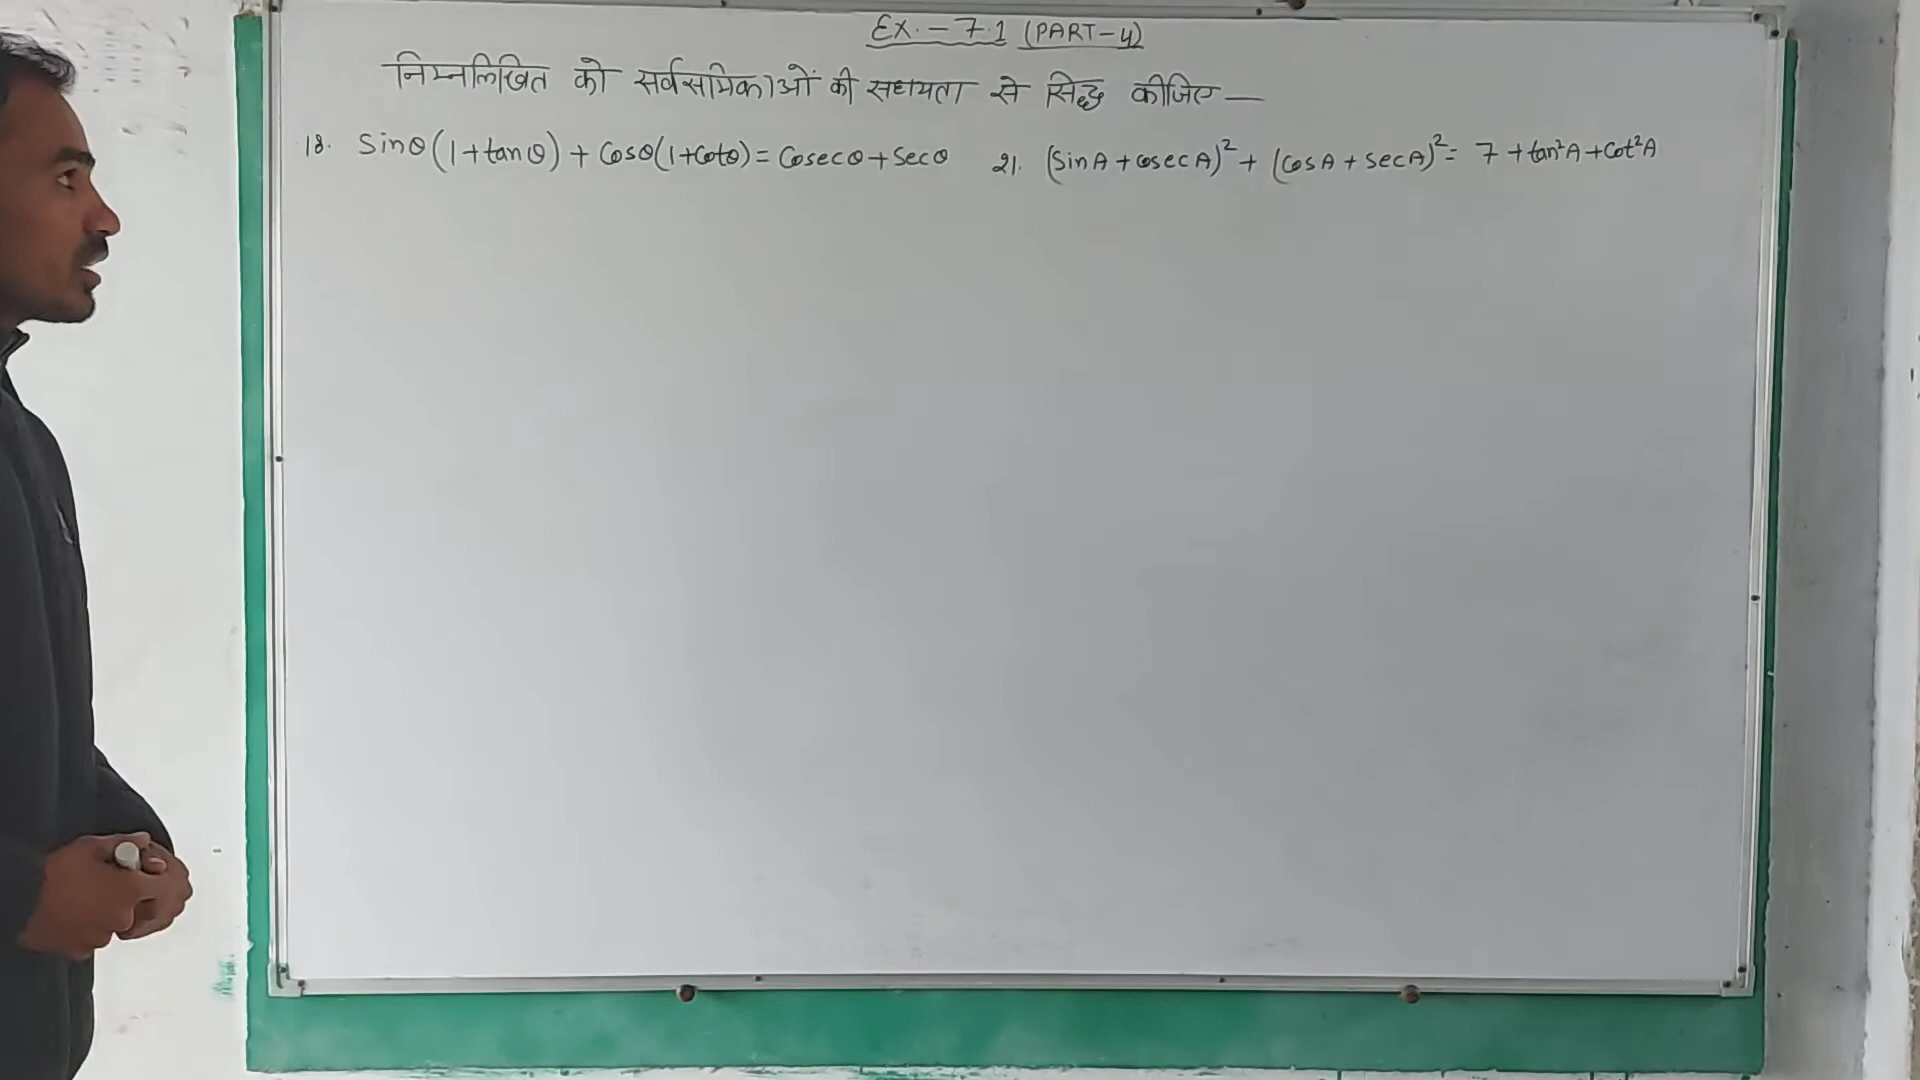 EX. - 7.1 (PART-4)
निम्नलिखित को सर्वसमिकाओं की सहायता से सिद्ध कीजिए —
18. Sinθ(1+tanθ) + Cosθ(1+Cotθ) = Cosecθ + Secθ
21. (SinA + CosecA)² + (CosA + SecA)² = 7 + tan²A + Cot²A